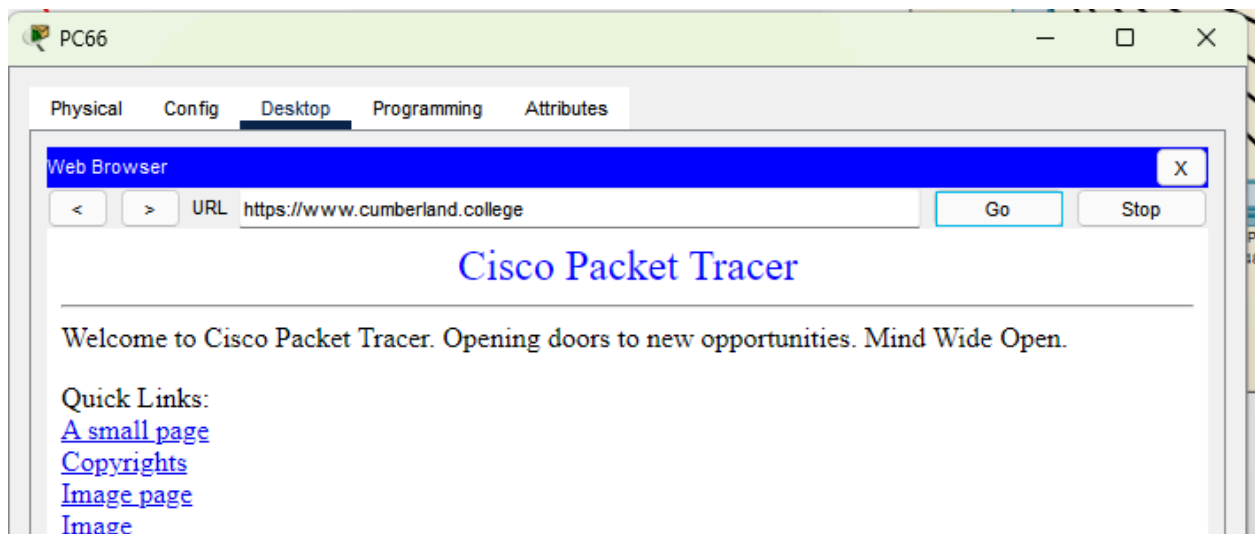 PC66
Physical Config Desktop Programming Attributes
Web Browser X
< > URL https://www.cumberland.college Go Stop
Cisco Packet Tracer
Welcome to Cisco Packet Tracer. Opening doors to new opportunities. Mind Wide Open.
Quick Links:
A small page
Copyrights
Image page
Image